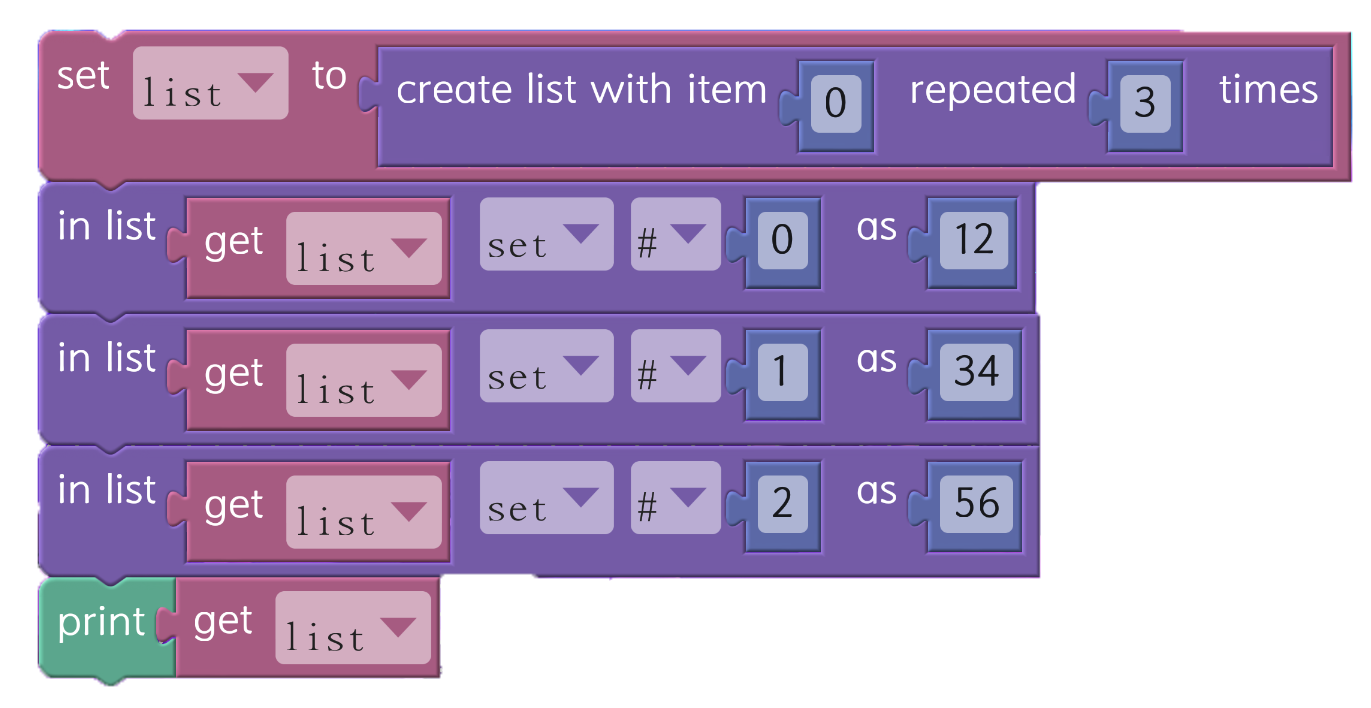 set list to create list with item 0 repeated 3 times
in list get list set # 0 as 12
in list get list set # 1 as 34
in list get list set # 2 as 56
print get list